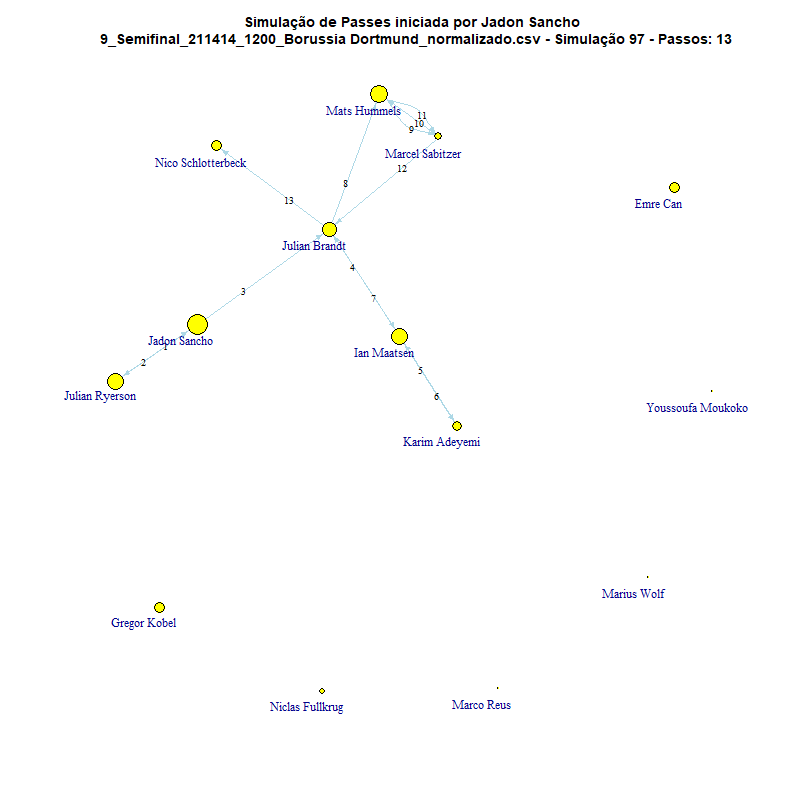 Simulação de Passes iniciada por Jadon Sancho
9_Semifinal_211414_1200_Borussia Dortmund_normalizado.csv - Simulação 97 - Passos: 13
Mats Hummels
11
10
9
Marcel Sabitzer
Nico Schlotterbeck
12
8
Emre Can
13
Julian Brandt
4
3
7
Jadon Sancho
1
Ian Maatsen
2
5
Julian Ryerson
6
Youssoufa Moukoko
Karim Adeyemi
Marius Wolf
Gregor Kobel
Niclas Fullkrug
Marco Reus